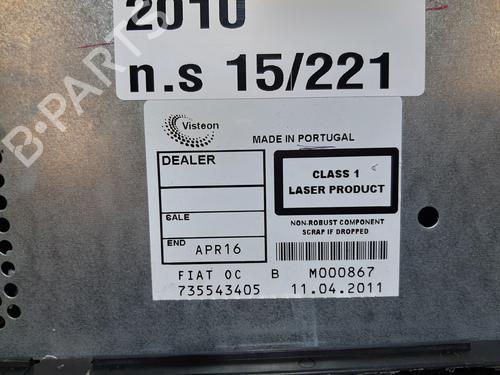 2010
n.s 15/221
Visteon
MADE IN PORTUGAL
DEALER
CLASS 1
LASER PRODUCT
SALE
NON-ROBUST COMPONENT
SCRAP IF DROPPED
END APR16
FIAT OC B M000867
735543405 11.04.2011
B-PARTS